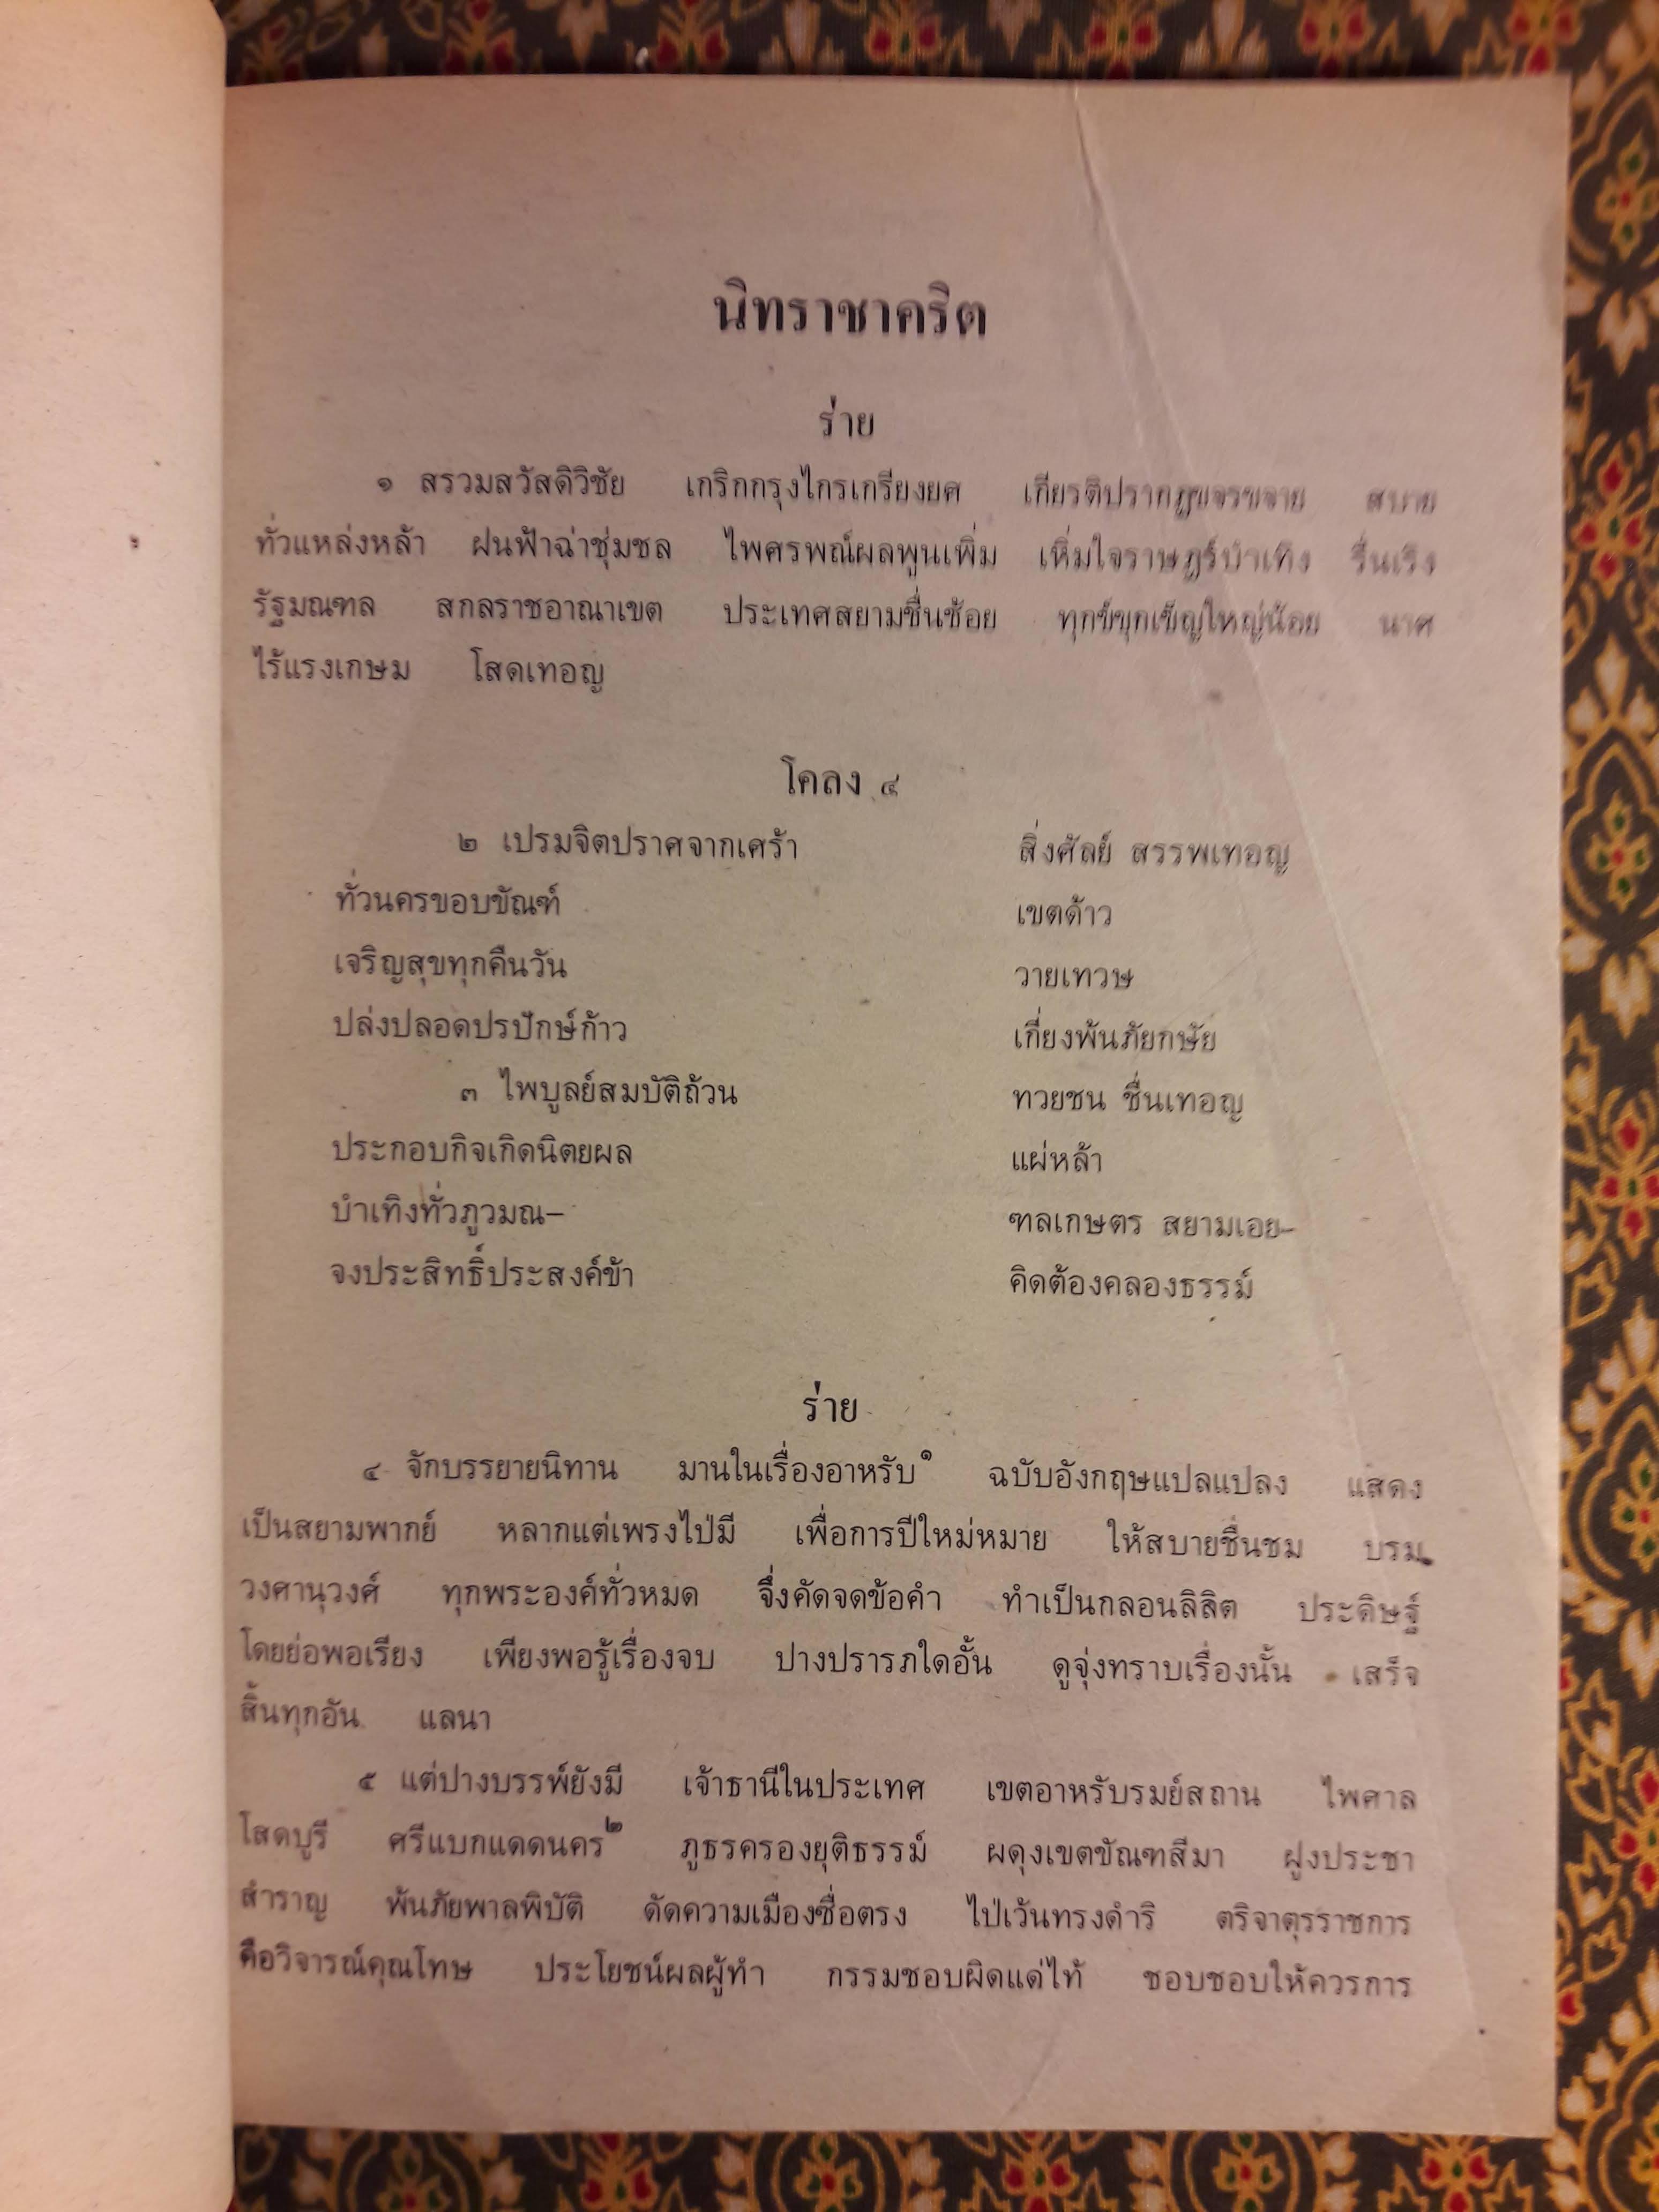 นิทราชาคริต
ร่าย
๑ สรวมสวัสดิวิชัย เกริกกรุงไกรเกรียงยศ เกียรติปรากฏขจรขจาย สบาย
ทั่วแหล่งหล้า ฝนฟ้าฉ่ำชุ่มชล ไพศรพณ์ผลพูนเพิ่ม เหิ่มใจราษฎร์บำเทิง รื่นเริง
รัฐมณฑล สกลราชอาณาเขต ประเทศสยามชื่นช้อย ทุกข์ขุกเข็ญใหญ่น้อย นาศ
ไร้แรงเกษม โสดเทอญ
โคลง ๔
๒ เปรมจิตปราศจากเศร้า สิ่งศัลย์ สรรพเทอญ
ทั่วนครขอบขัณฑ์ เขตด้าว
เจริญสุขทุกคืนวัน วายเทวษ
ปล่งปลอดปรปักษ์ก้าว เกี่ยงพ้นภัยกษัย
๓ ไพบูลย์สมบัติถ้วน ทวยชน ชื่นเทอญ
ประกอบกิจเกิดนิตยผล แผ่หล้า
บำเทิงทั่วภูวมณ– ฑลเกษตร สยามเอย–
จงประสิทธิ์ประสงค์ข้า คิดต้องคลองธรรม์
ร่าย
๔ จักบรรยายนิทาน มานในเรื่องอาหรับ๑ ฉบับอังกฤษแปลแปลง แสดง
เป็นสยามพากย์ หลากแต่เพรงไป่มี เพื่อการปีใหม่หมาย ให้สบายชื่นชม บรม
วงศานุวงศ์ ทุกพระองค์ทั่วหมด จึ่งคัดจดข้อคำ ทำเป็นกลอนลิลิต ประดิษฐ์
โดยย่อพอเรียง เพียงพอรู้เรื่องจบ ปางปรารภใดอั้น ดูจุ่งทราบเรื่องนั้น เสร็จ
สิ้นทุกอัน แลนา
๕ แต่ปางบรรพ์ยังมี เจ้าธานีในประเทศ เขตอาหรับรมย์สถาน ไพศาล
โสดบุรี ศรีแบกแดดนคร๒ ภูธรครองยุติธรรม์ ผดุงเขตขัณฑสีมา ฝูงประชา
สำราญ พ้นภัยพาลพิบัติ ดัดความเมืองซื่อตรง ไป่เว้นทรงดำริ ตริจาตุรราชการ
คือวิจารณ์คุณโทษ ประโยชน์ผลผู้ทำ กรรมชอบผิดแด่ไท้ ชอบชอบให้ควรการ